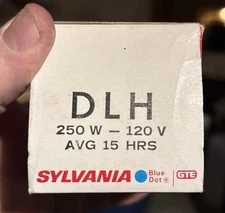 DLH
250 W — 120 V
AVG 15 HRS
SYLVANIA Blue Dot® GTE